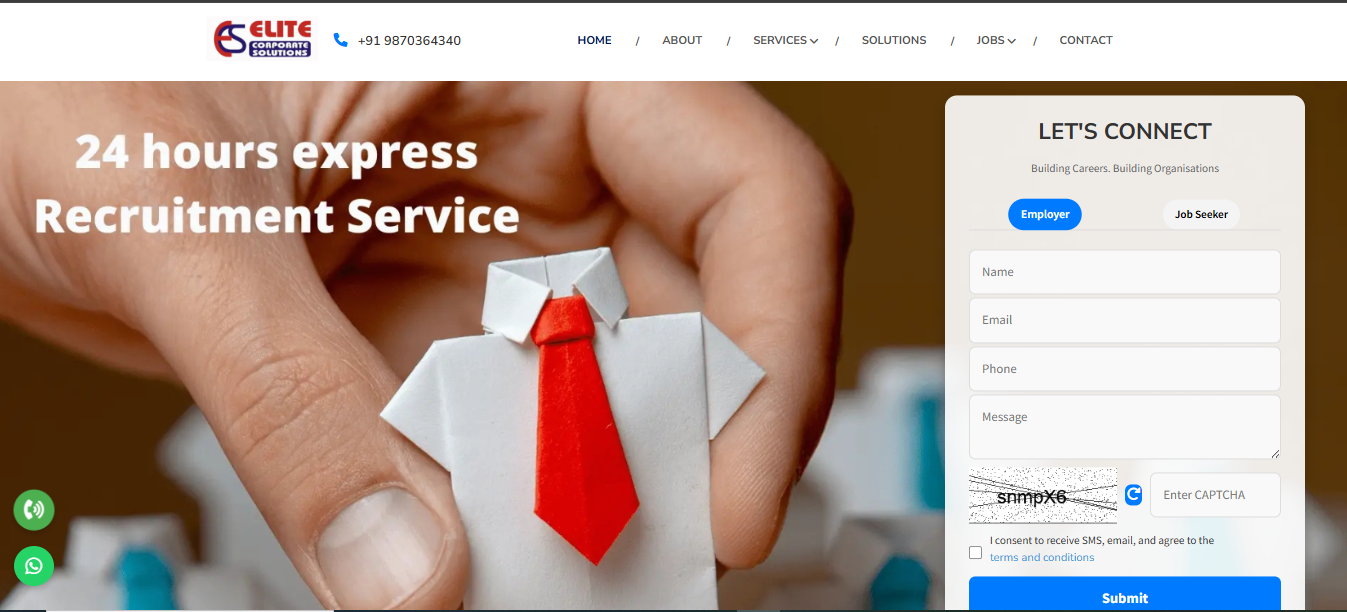 ES ELITE
CORPORATE
SOLUTIONS
+91 9870364340
HOME / ABOUT / SERVICES / SOLUTIONS / JOBS / CONTACT
24 hours express
Recruitment Service
LET'S CONNECT
Building Careers. Building Organisations
Employer Job Seeker
Name
Email
Phone
Message
snmpX6 Enter CAPTCHA
I consent to receive SMS, email, and agree to the
terms and conditions
Submit